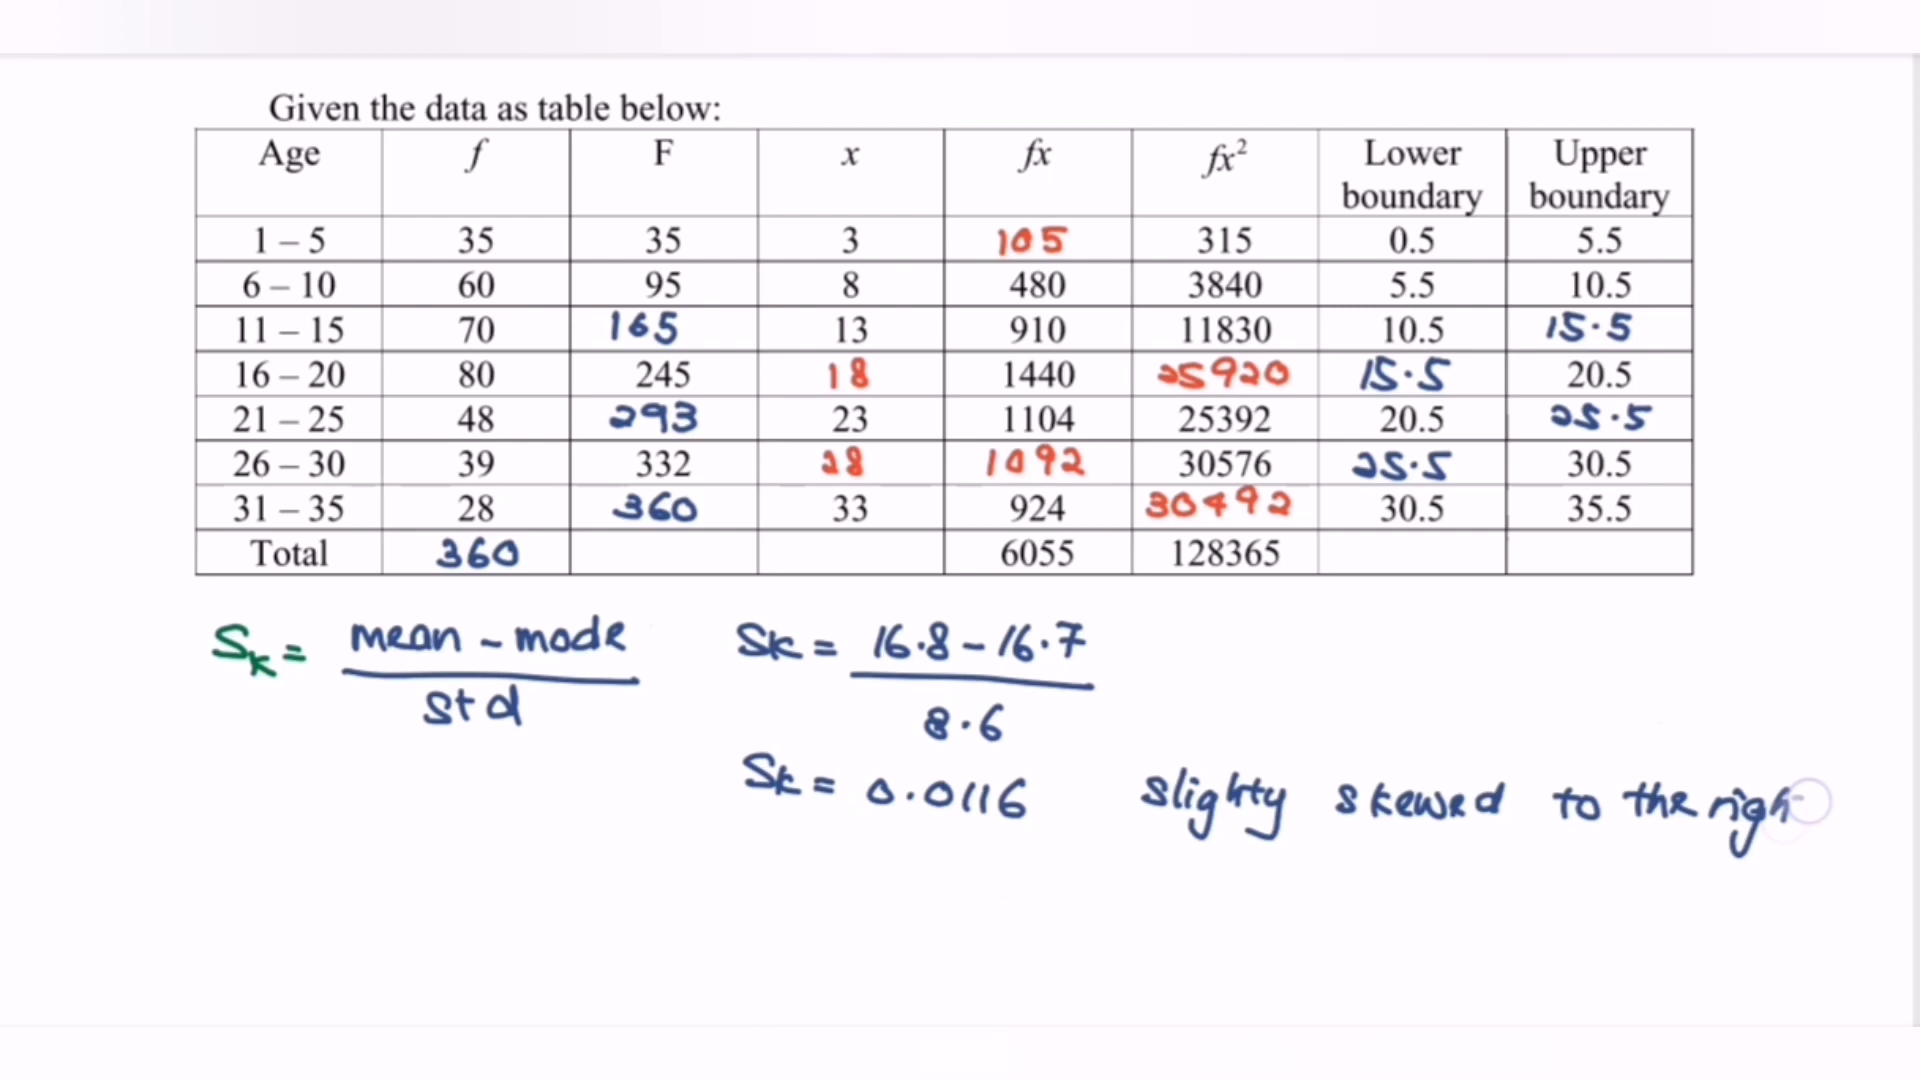 Given the data as table below:
Age f F x fx fx² Lower boundary Upper boundary
1 – 5 35 35 3 105 315 0.5 5.5
6 – 10 60 95 8 480 3840 5.5 10.5
11 – 15 70 165 13 910 11830 10.5 15.5
16 – 20 80 245 18 1440 25920 15.5 20.5
21 – 25 48 293 23 1104 25392 20.5 25.5
26 – 30 39 332 28 1092 30576 25.5 30.5
31 – 35 28 360 33 924 30492 30.5 35.5
Total 360 6055 128365
Sk = mean - mode
std
Sk = 16.8 - 16.7
8.6
Sk = 0.0116 slighty skewed to the righ